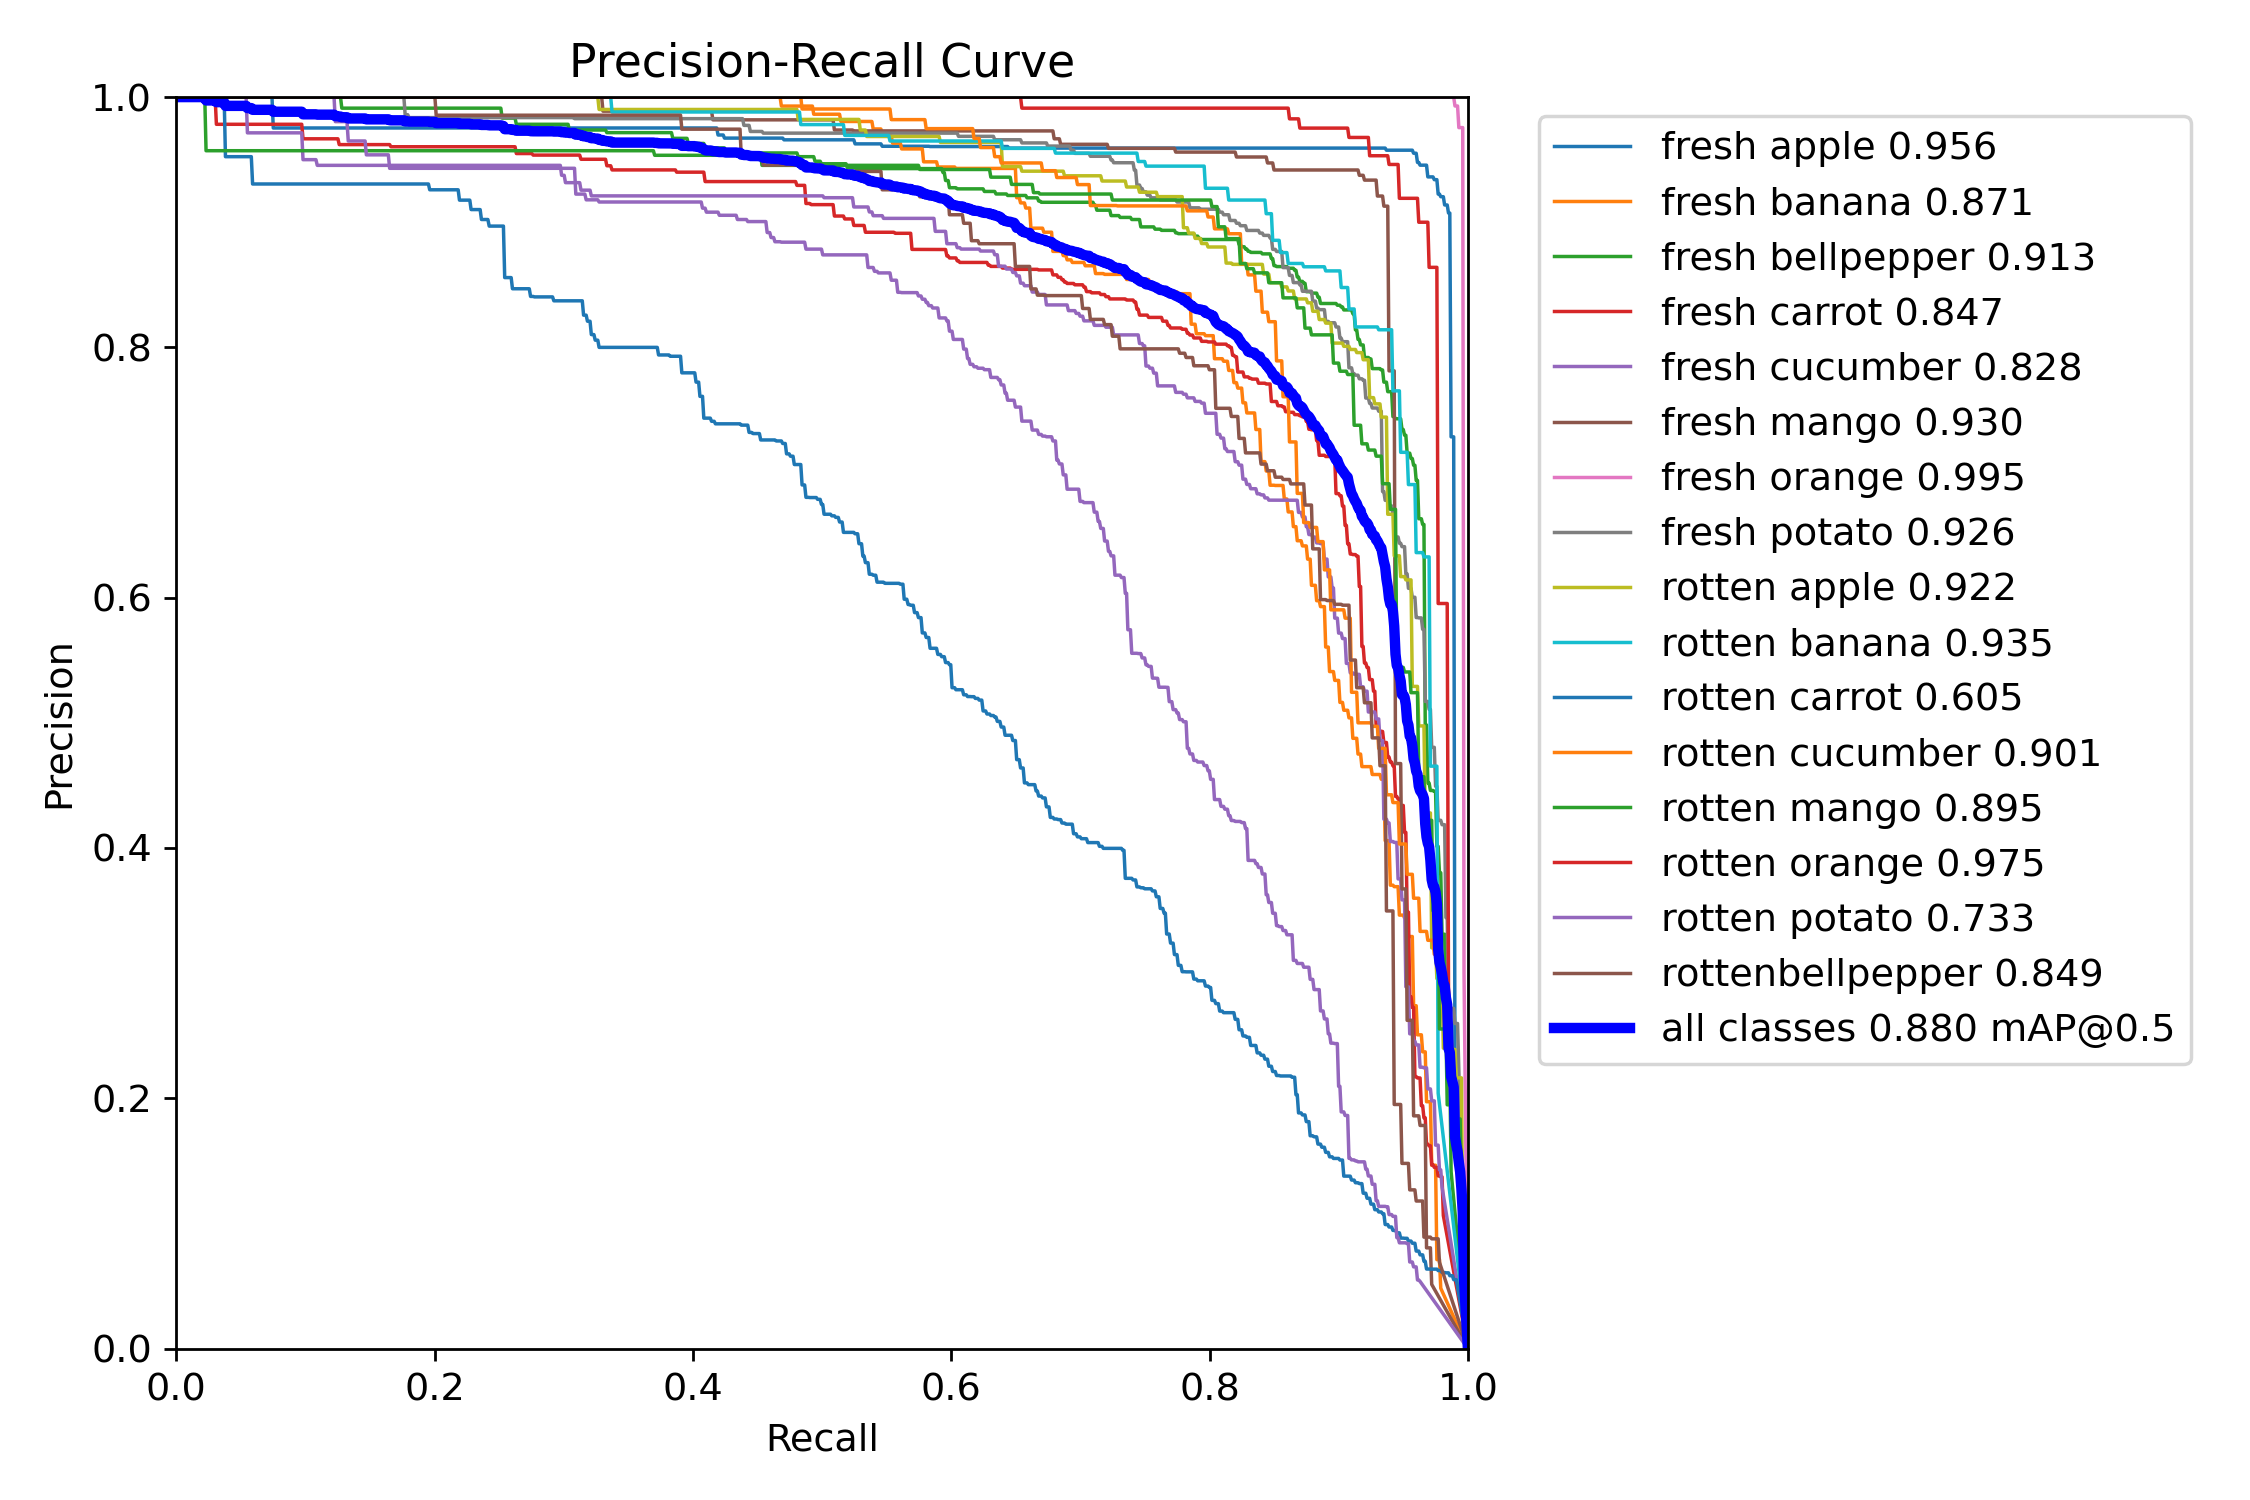 Precision-Recall Curve
1.0
0.8
0.6
0.4
0.2
0.0
Precision
0.0 0.2 0.4 0.6 0.8 1.0
Recall
fresh apple 0.956
fresh banana 0.871
fresh bellpepper 0.913
fresh carrot 0.847
fresh cucumber 0.828
fresh mango 0.930
fresh orange 0.995
fresh potato 0.926
rotten apple 0.922
rotten banana 0.935
rotten carrot 0.605
rotten cucumber 0.901
rotten mango 0.895
rotten orange 0.975
rotten potato 0.733
rottenbellpepper 0.849
all classes 0.880 mAP@0.5